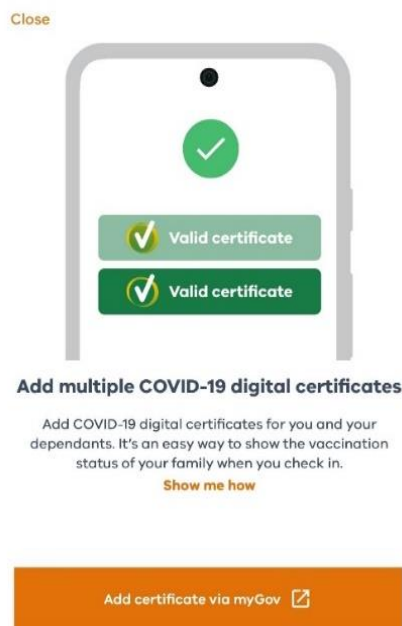 Close
Valid certificate
Valid certificate
Add multiple COVID-19 digital certificates
Add COVID-19 digital certificates for you and your
dependants. It's an easy way to show the vaccination
status of your family when you check in.
Show me how
Add certificate via myGov